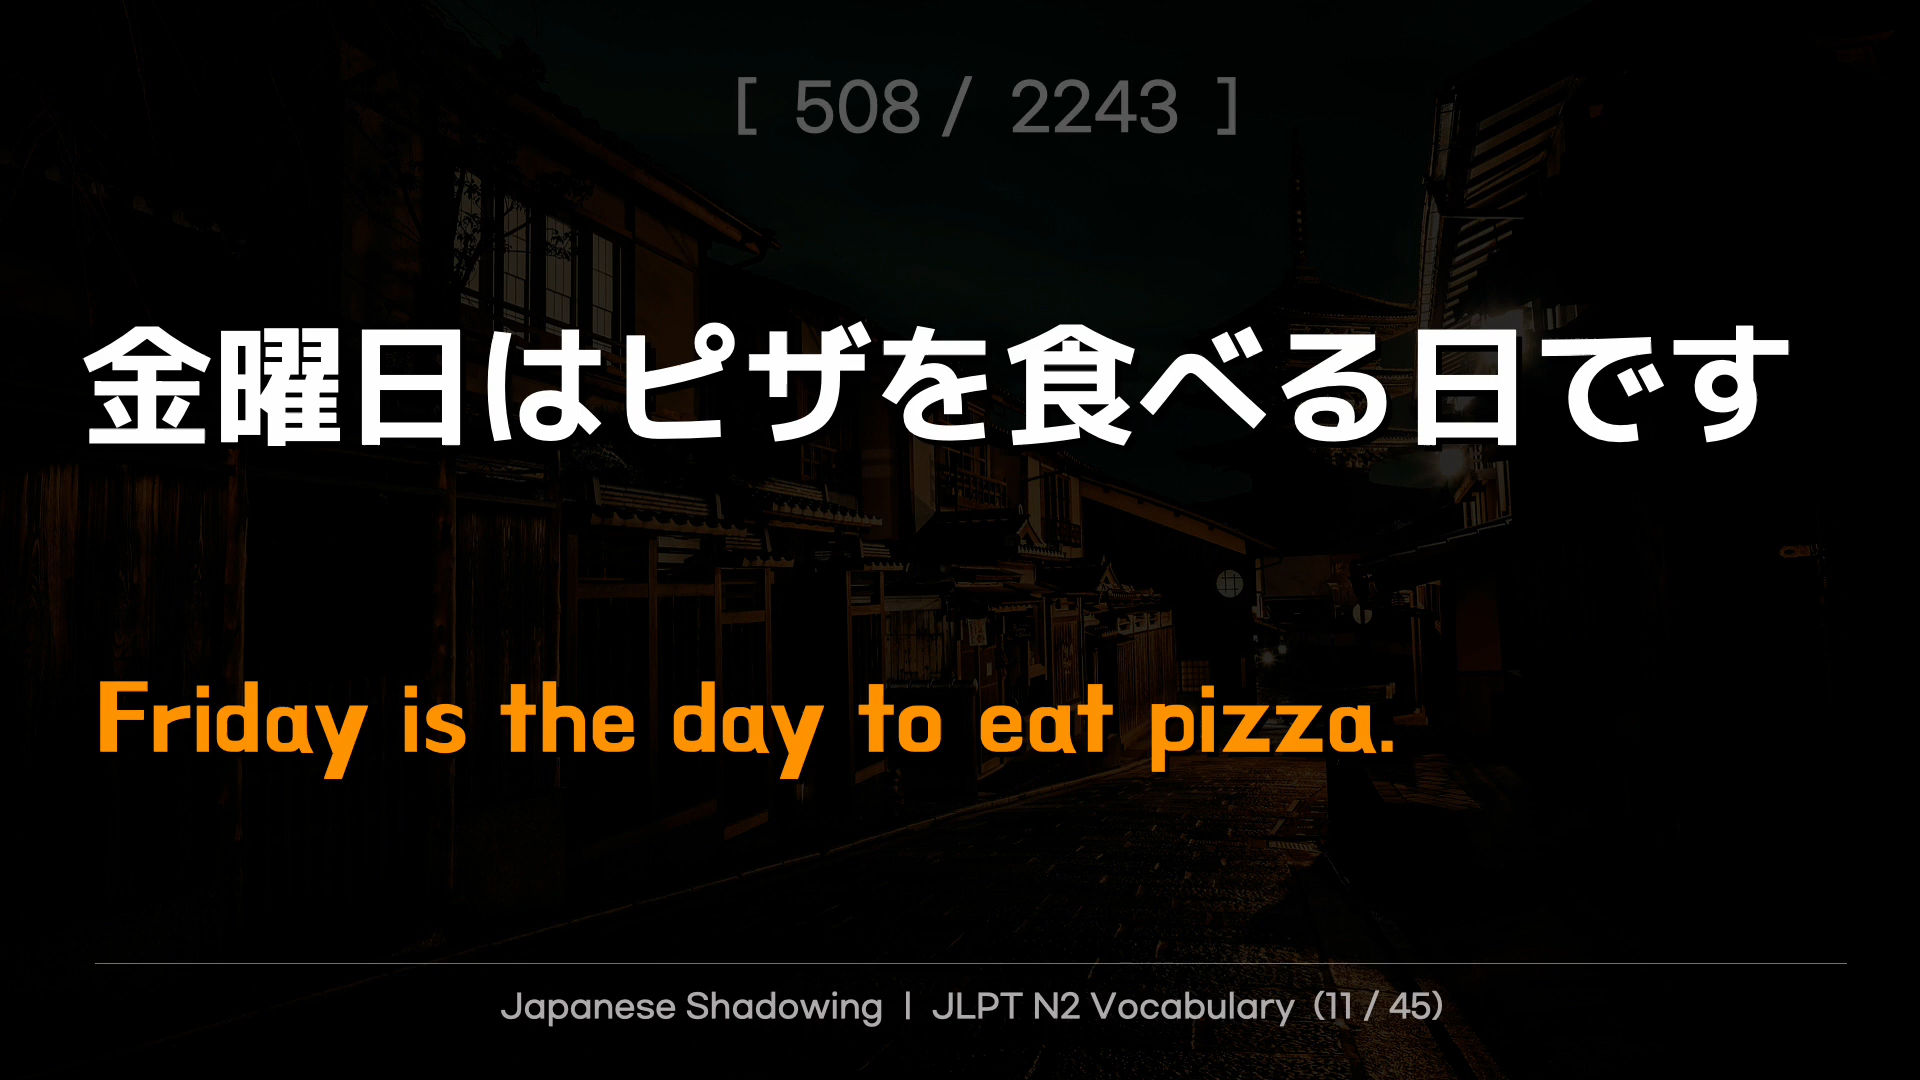 [ 508 / 2243 ]
金曜日はピザを食べる日です
Friday is the day to eat pizza.
Japanese Shadowing | JLPT N2 Vocabulary (11 / 45)